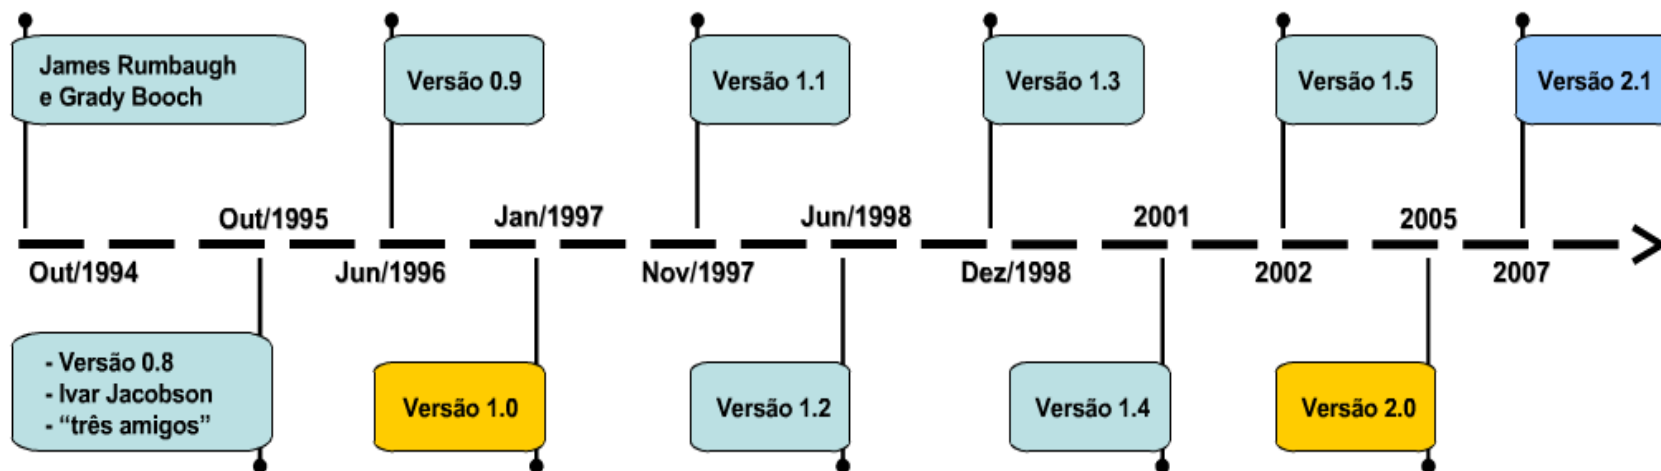 James Rumbaugh
e Grady Booch
Versão 0.9
Versão 1.1
Versão 1.3
Versão 1.5
Versão 2.1
Out/1995
Jan/1997
Jun/1998
2001
2005
Out/1994
Jun/1996
Nov/1997
Dez/1998
2002
2007
- Versão 0.8
- Ivar Jacobson
- “três amigos”
Versão 1.0
Versão 1.2
Versão 1.4
Versão 2.0